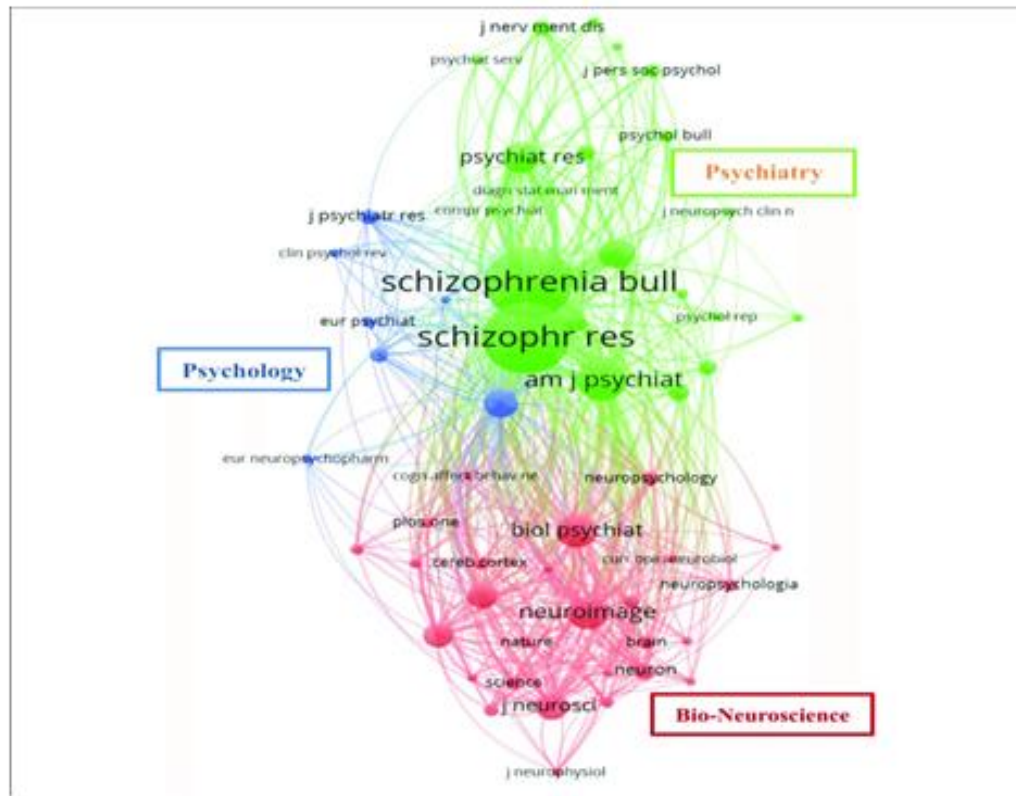 j nerv ment dis
psychiat serv
j pers soc psychol
psychol bull
psychiat res
Psychiatry
diagn stat man ment
compr psychiat
j neuropsych clin n
j psychiatr res
clin psychol rev
schizophrenia bull
eur psychiat
psychol rep
schizophr res
Psychology
am j psychiat
eur neuropsychopharm
cogn affect behav ne
neuropsychology
plos one
biol psychiat
cereb cortex
curr opin neurobiol
neuropsychologia
neuroimage
nature
brain
neuron
science
j neurosci
Bio-Neuroscience
j neurophysiol